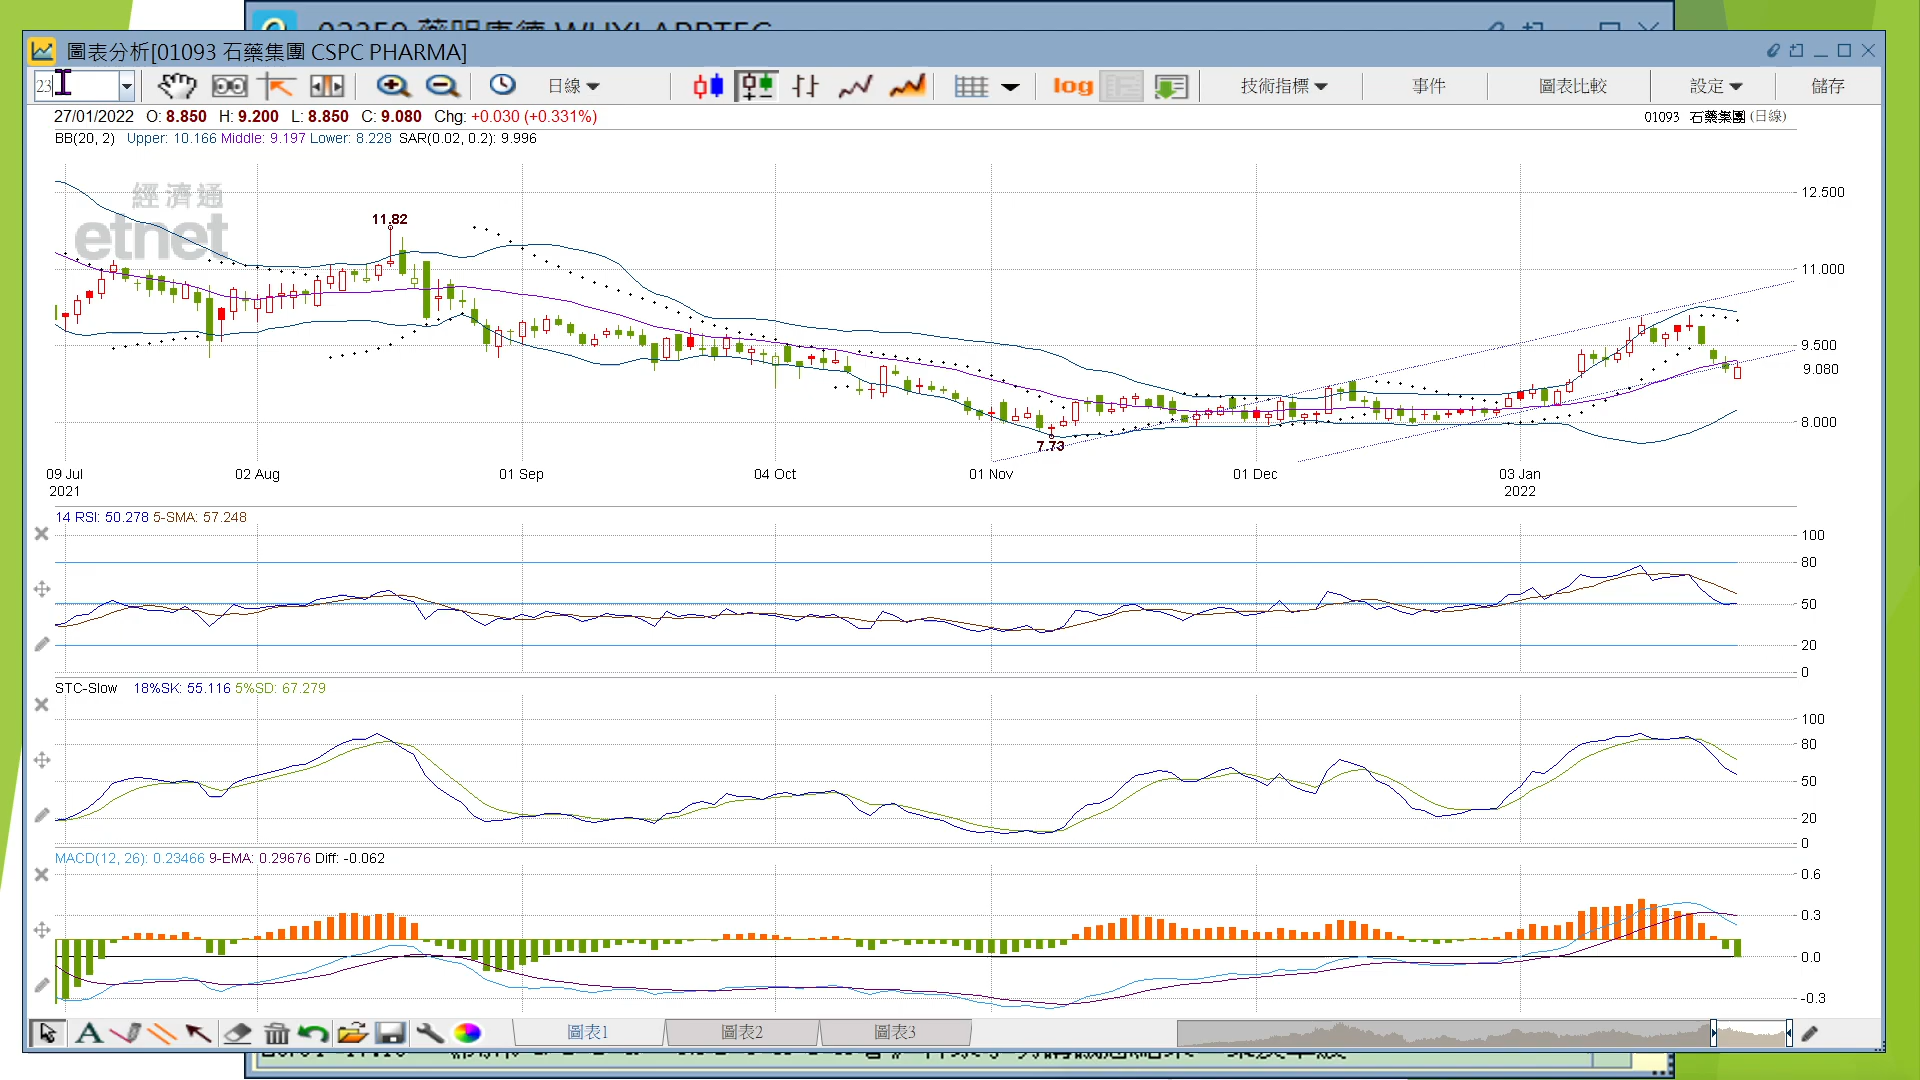 圖表分析[01093 石藥集團 CSPC PHARMA]
23
日線
log
技術指標
事件
圖表比較
設定
儲存
27/01/2022 O: 8.850 H: 9.200 L: 8.850 C: 9.080 Chg: +0.030 (+0.331%)
01093 石藥集團 (日線)
BB(20, 2) Upper: 10.166 Middle: 9.197 Lower: 8.228 SAR(0.02, 0.2): 9.996
經濟通
etnet
11.82
7.73
12.500
11.000
9.500
9.080
8.000
09 Jul
2021
02 Aug
01 Sep
04 Oct
01 Nov
01 Dec
03 Jan
2022
14 RSI: 50.278 5-SMA: 57.248
100
80
50
20
0
STC-Slow 18%SK: 55.116 5%SD: 67.279
100
80
50
20
0
MACD(12, 26): 0.23466 9-EMA: 0.29676 Diff: -0.062
0.6
0.3
0.0
-0.3
圖表1
圖表2
圖表3